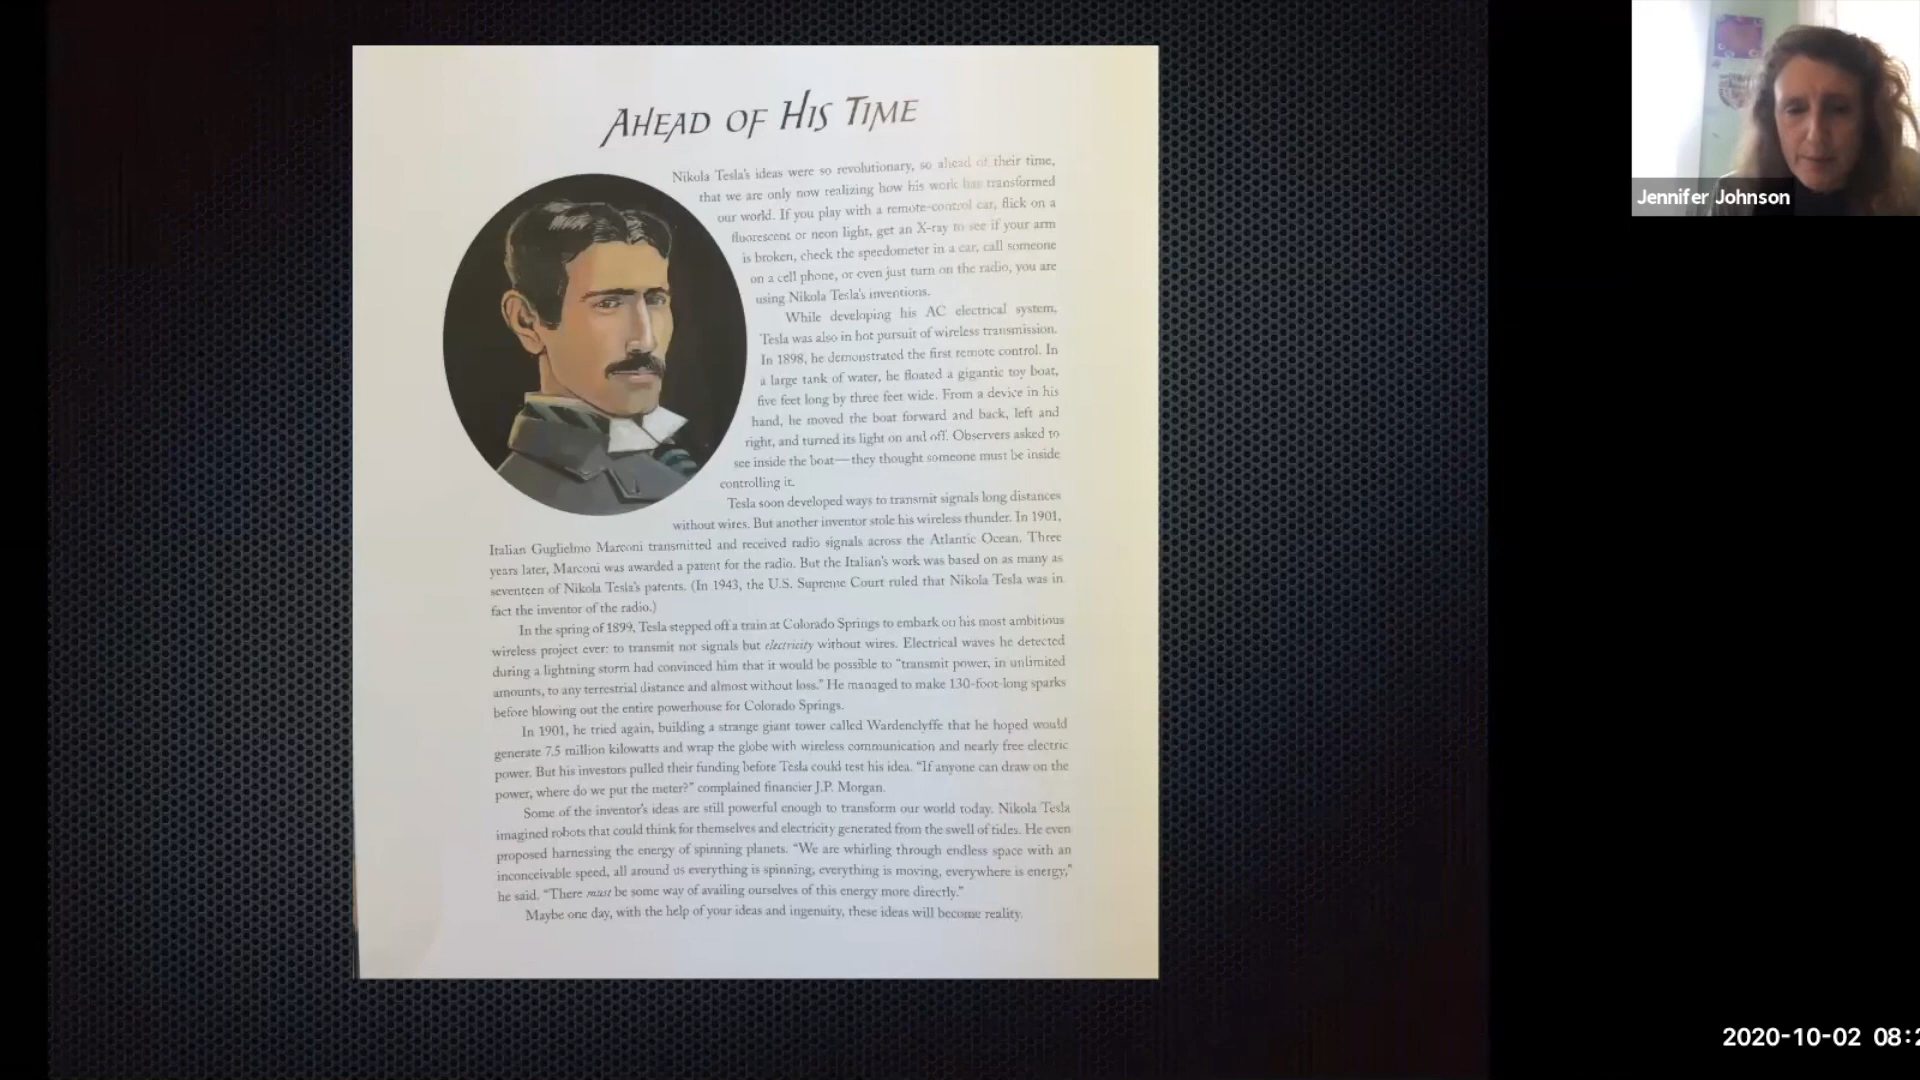 AHEAD OF HIS TIME
Nikola Tesla's ideas were so revolutionary, so ahead of their time,
that we are only now realizing how his work has transformed
our world. If you play with a remote-control car, flick on a
fluorescent or neon light, get an X-ray to see if your arm
is broken, check the speedometer in a car, call someone
on a cell phone, or even just turn on the radio, you are
using Nikola Tesla's inventions.
While developing his AC electrical system,
Tesla was also in hot pursuit of wireless transmission.
In 1898, he demonstrated the first remote control. In
a large tank of water, he floated a gigantic toy boat,
five feet long by three feet wide. From a device in his
hand, he moved the boat forward and back, left and
right, and turned its light on and off. Observers asked to
see inside the boat—they thought someone must be inside
controlling it.
Tesla soon developed ways to transmit signals long distances
without wires. But another inventor stole his wireless thunder. In 1901,
Italian Guglielmo Marconi transmitted and received radio signals across the Atlantic Ocean. Three
years later, Marconi was awarded a patent for the radio. But the Italian's work was based on as many as
seventeen of Nikola Tesla's patents. (In 1943, the U.S. Supreme Court ruled that Nikola Tesla was in
fact the inventor of the radio.)
In the spring of 1899, Tesla stepped off a train at Colorado Springs to embark on his most ambitious
wireless project ever: to transmit not signals but electricity without wires. Electrical waves he detected
during a lightning storm had convinced him that it would be possible to "transmit power, in unlimited
amounts, to any terrestrial distance and almost without loss." He managed to make 130-foot-long sparks
before blowing out the entire powerhouse for Colorado Springs.
In 1901, he tried again, building a strange giant tower called Wardenclyffe that he hoped would
generate 7.5 million kilowatts and wrap the globe with wireless communication and nearly free electric
power. But his investors pulled their funding before Tesla could test his idea. "If anyone can draw on the
power, where do we put the meter?" complained financier J.P. Morgan.
Some of the inventor's ideas are still powerful enough to transform our world today. Nikola Tesla
imagined robots that could think for themselves and electricity generated from the swell of tides. He even
proposed harnessing the energy of spinning planets. "We are whirling through endless space with an
inconceivable speed, all around us everything is spinning, everything is moving, everywhere is energy,"
he said. "There must be some way of availing ourselves of this energy more directly."
Maybe one day, with the help of your ideas and ingenuity, these ideas will become reality.
Jennifer Johnson
2020-10-02 08:2